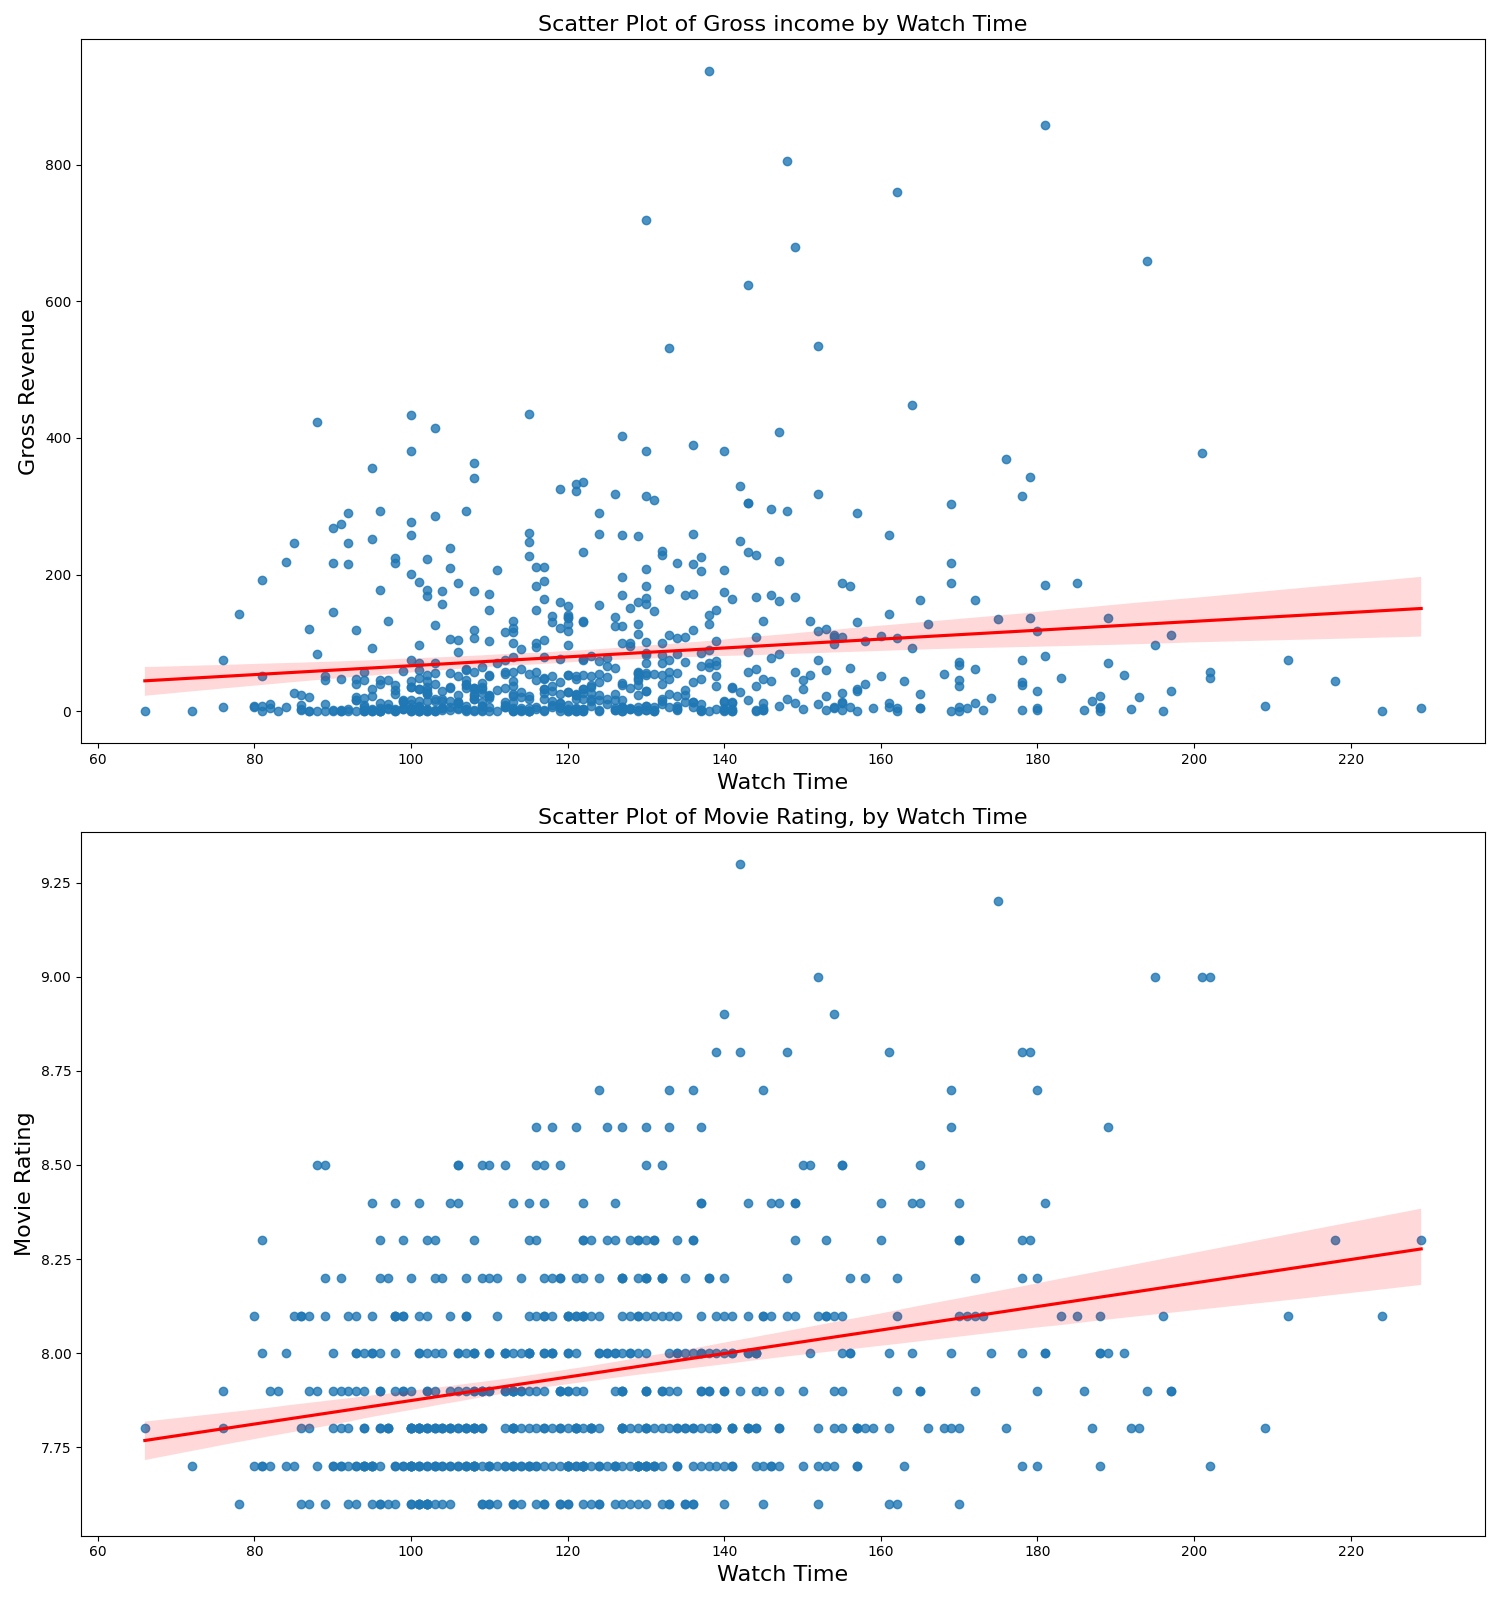 Scatter Plot of Gross income by Watch Time
Gross Revenue
800
600
400
200
0
60 80 100 120 140 160 180 200 220
Watch Time
Scatter Plot of Movie Rating, by Watch Time
Movie Rating
9.25
9.00
8.75
8.50
8.25
8.00
7.75
60 80 100 120 140 160 180 200 220
Watch Time